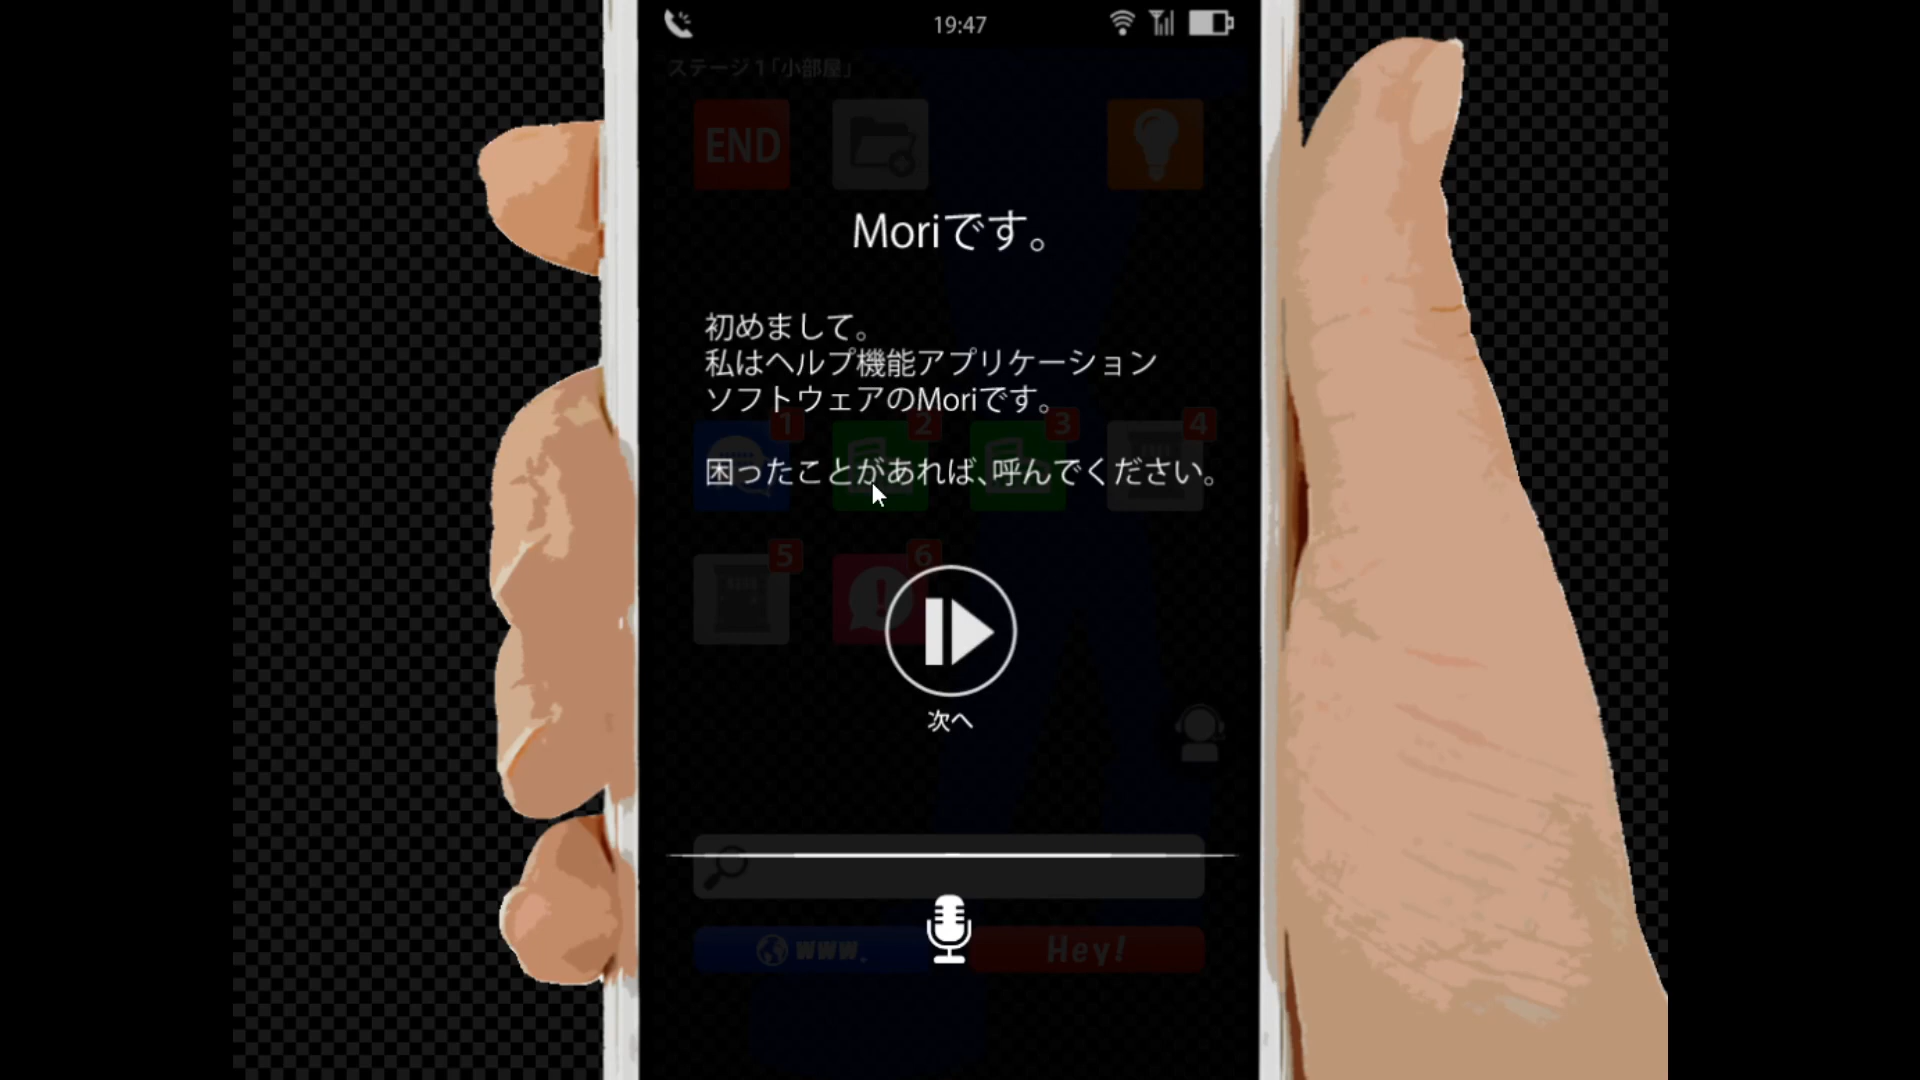 19:47
ステージ1「小部屋」
END
Moriです。
初めまして。
私はヘルプ機能アプリケーション
ソフトウェアのMoriです。
1 2 3 4
困ったことがあれば、呼んでください。
5 6
次へ
www. Hey!